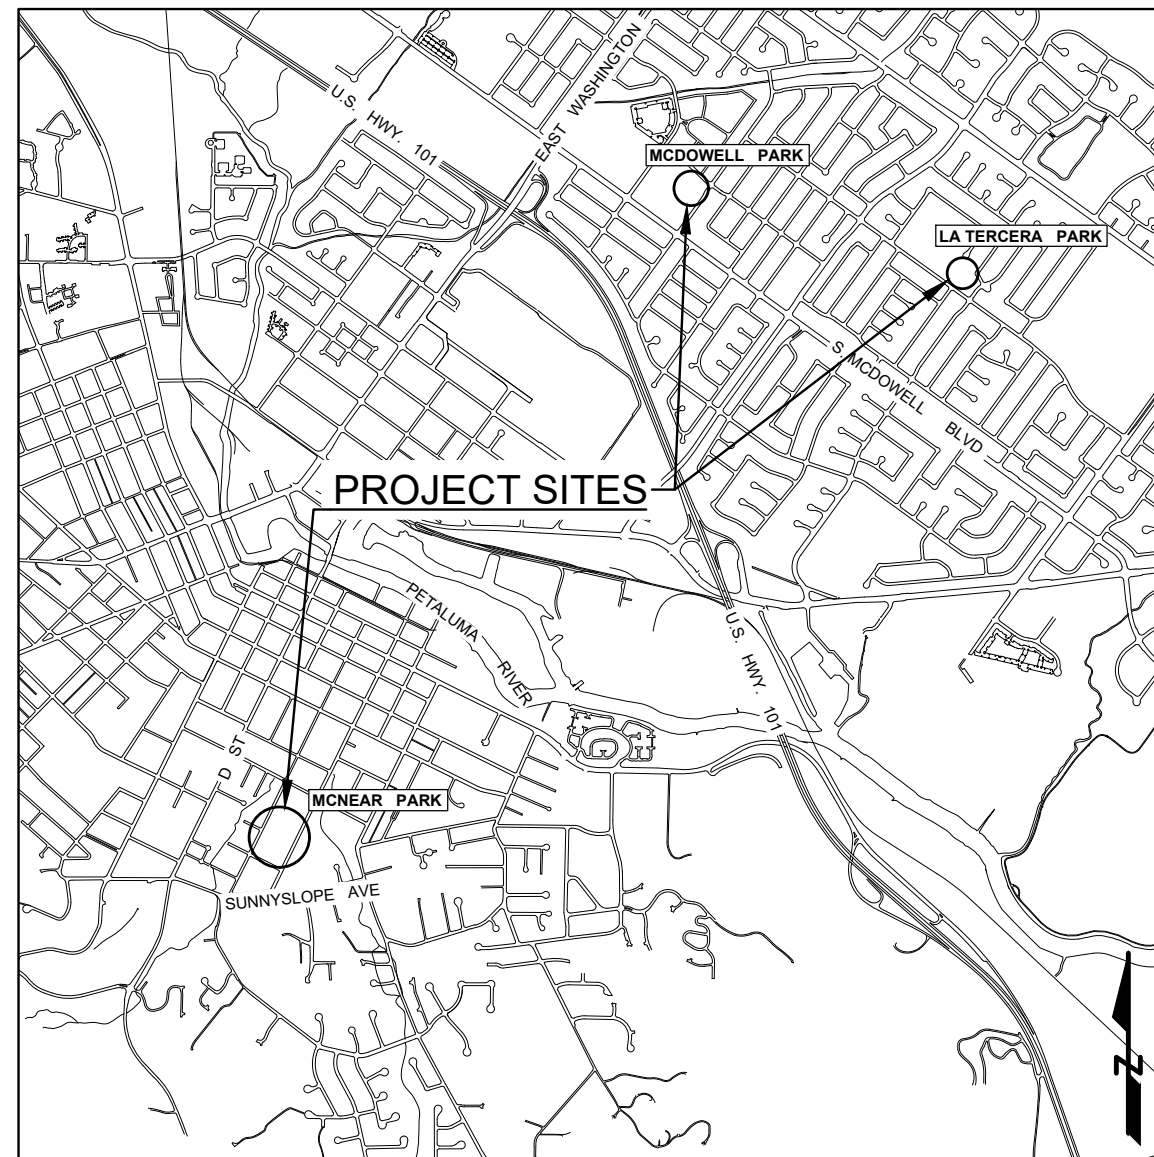 EAST WASHINGTON
U.S. HWY. 101
MCDOWELL PARK
LA TERCERA PARK
S. MCDOWELL BLVD
PROJECT SITES
PETALUMA RIVER
U.S. HWY. 101
D ST
MCNEAR PARK
SUNNYSLOPE AVE
N